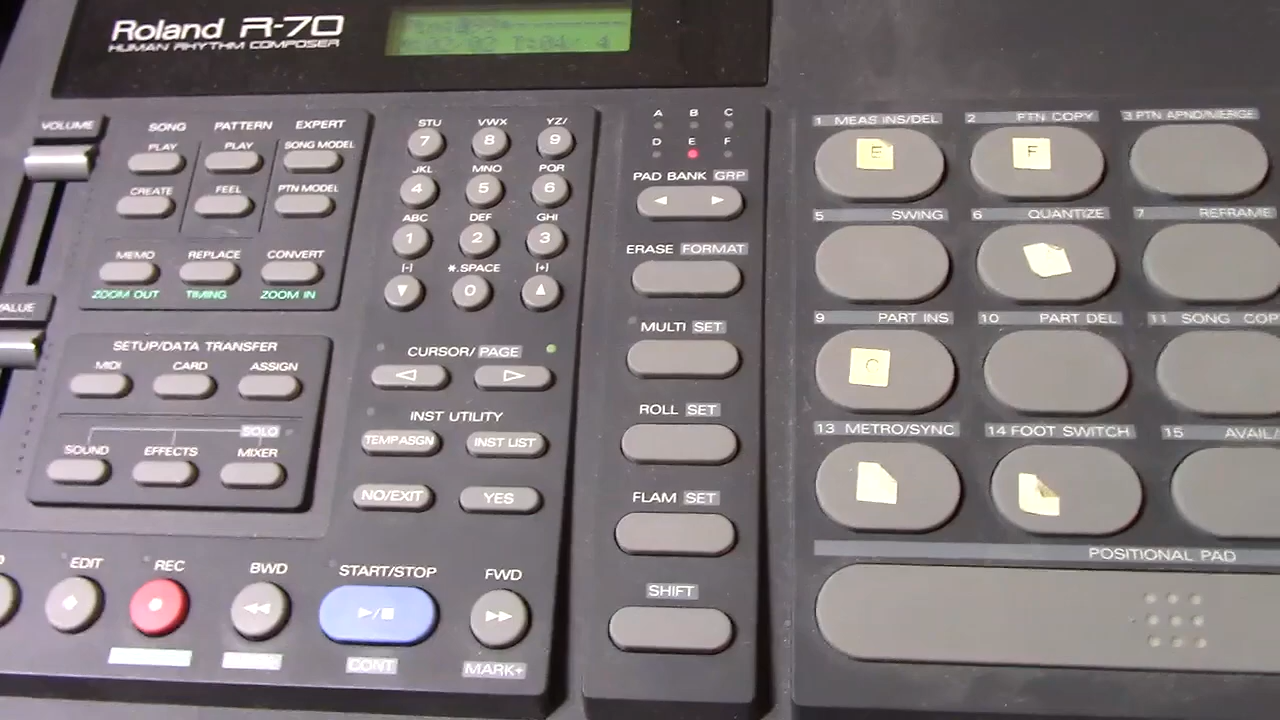 Roland R-70
HUMAN RHYTHM COMPOSER
VOLUME
SONG PATTERN EXPERT
PLAY PLAY SONG MODEL
CREATE FEEL PTN MODEL
MEMO REPLACE CONVERT
ZOOM OUT TIMING ZOOM IN
VALUE
SETUP/DATA TRANSFER
MIDI CARD ASSIGN
SOLO
SOUND EFFECTS MIXER
STU VWX YZ/
7 8 9
JKL MNO PQR
4 5 6
ABC DEF GHI
1 2 3
[-] *.SPACE [+]
0
CURSOR/PAGE
INST UTILITY
TEMP ASGN INST LIST
NO/EXIT YES
EDIT REC BWD START/STOP FWD
CONT MARK+
A B C
D E F
PAD BANK GRP
ERASE FORMAT
MULTI SET
ROLL SET
FLAM SET
SHIFT
1 MEAS INS/DEL 2 PTN COPY 3 PTN APND/MERGE
E F
5 SWING 6 QUANTIZE 7 REFRAME
9 PART INS 10 PART DEL 11 SONG COP
13 METRO/SYNC 14 FOOT SWITCH 15 AVAIL
POSITIONAL PAD